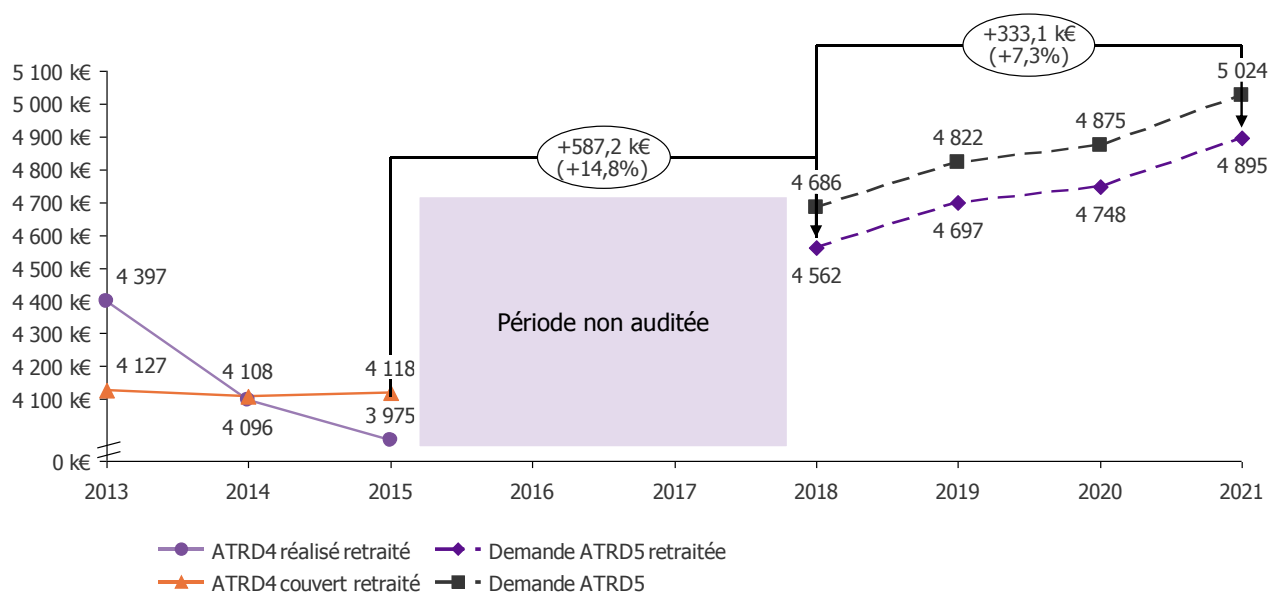 +333,1 k€
(+7,3%)
5 100 k€
5 000 k€
4 900 k€
4 800 k€
4 700 k€
4 600 k€
4 500 k€
4 400 k€
4 300 k€
4 200 k€
4 100 k€
0 k€
+587,2 k€
(+14,8%)
4 397
4 127
4 108
4 096
4 118
3 975
Période non auditée
4 686
4 562
4 822
4 697
4 875
4 748
5 024
4 895
2013 2014 2015 2016 2017 2018 2019 2020 2021
ATRD4 réalisé retraité Demande ATRD5 retraitée
ATRD4 couvert retraité Demande ATRD5